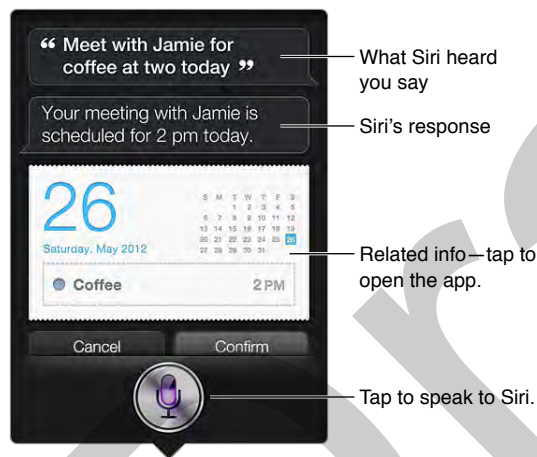 “ Meet with Jamie for
coffee at two today ”
What Siri heard
you say
Your meeting with Jamie is
scheduled for 2 pm today.
Siri’s response
26
Saturday, May 2012
S M T W T F S
1 2 3 4 5
6 7 8 9 10 11 12
13 14 15 16 17 18 19
20 21 22 23 24 25 26
27 28 29 30 31
Related info—tap to
open the app.
Coffee 2 PM
Cancel Confirm
Tap to speak to Siri.